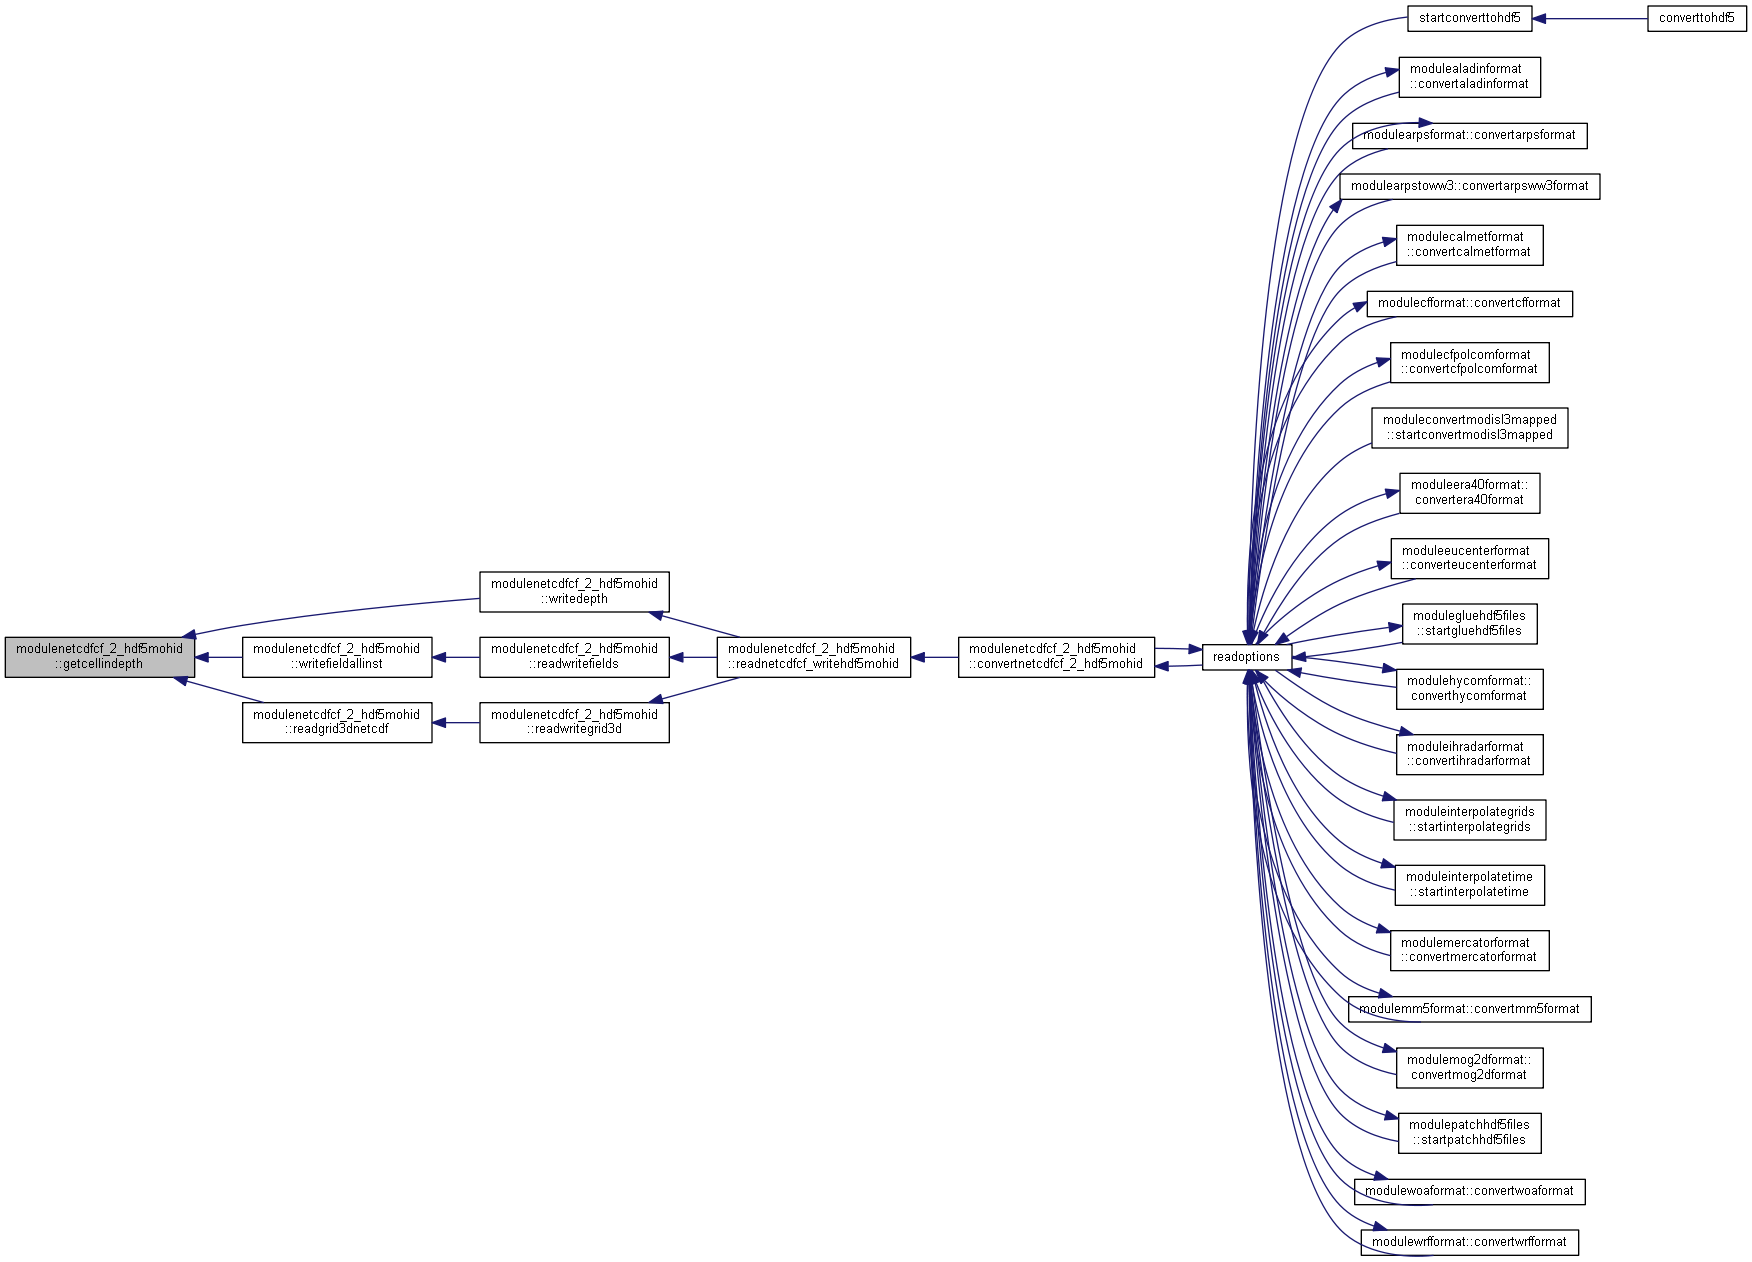 modulenetcdfcf_2_hdf5mohid
::getcellindepth
modulenetcdfcf_2_hdf5mohid
::writedepth
modulenetcdfcf_2_hdf5mohid
::writefieldallinst
modulenetcdfcf_2_hdf5mohid
::readwritefields
modulenetcdfcf_2_hdf5mohid
::readgrid3dnetcdf
modulenetcdfcf_2_hdf5mohid
::readwritegrid3d
modulenetcdfcf_2_hdf5mohid
::readnetcdfcf_writehdf5mohid
modulenetcdfcf_2_hdf5mohid
::convertnetcdfcf_2_hdf5mohid
readoptions
startconverttohdf5
converttohdf5
modulealadinformat
::convertaladinformat
modulearpsformat::convertarpsformat
modulearpstoww3::convertarpsww3format
modulecalmetformat
::convertcalmetformat
modulecfformat::convertcfformat
modulecfpolcomformat
::convertcfpolcomformat
moduleconvertmodisl3mapped
::startconvertmodisl3mapped
moduleera40format::
convertera40format
moduleeucenterformat
::converteucenterformat
modulegluehdf5files
::startgluehdf5files
modulehycomformat::
converthycomformat
moduleihradarformat
::convertihradarformat
moduleinterpolategrids
::startinterpolategrids
moduleinterpolatetime
::startinterpolatetime
modulemercatorformat
::convertmercatorformat
modulemm5format::convertmm5format
modulemog2dformat::
convertmog2dformat
modulepatchhdf5files
::startpatchhdf5files
modulewoaformat::convertwoaformat
modulewrfformat::convertwrfformat